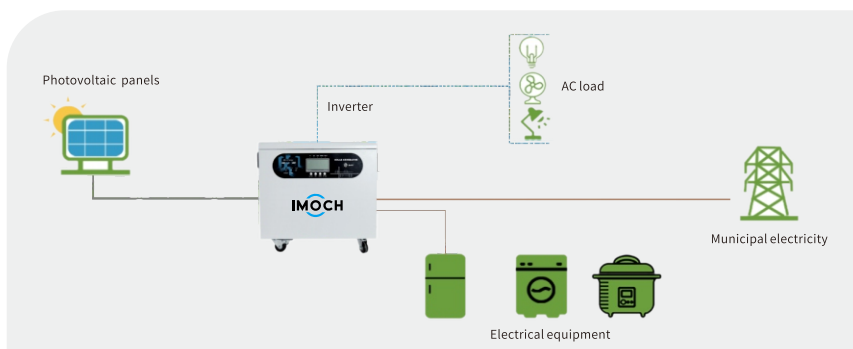 Photovoltaic panels
Inverter
AC load
IMOCH
Municipal electricity
Electrical equipment